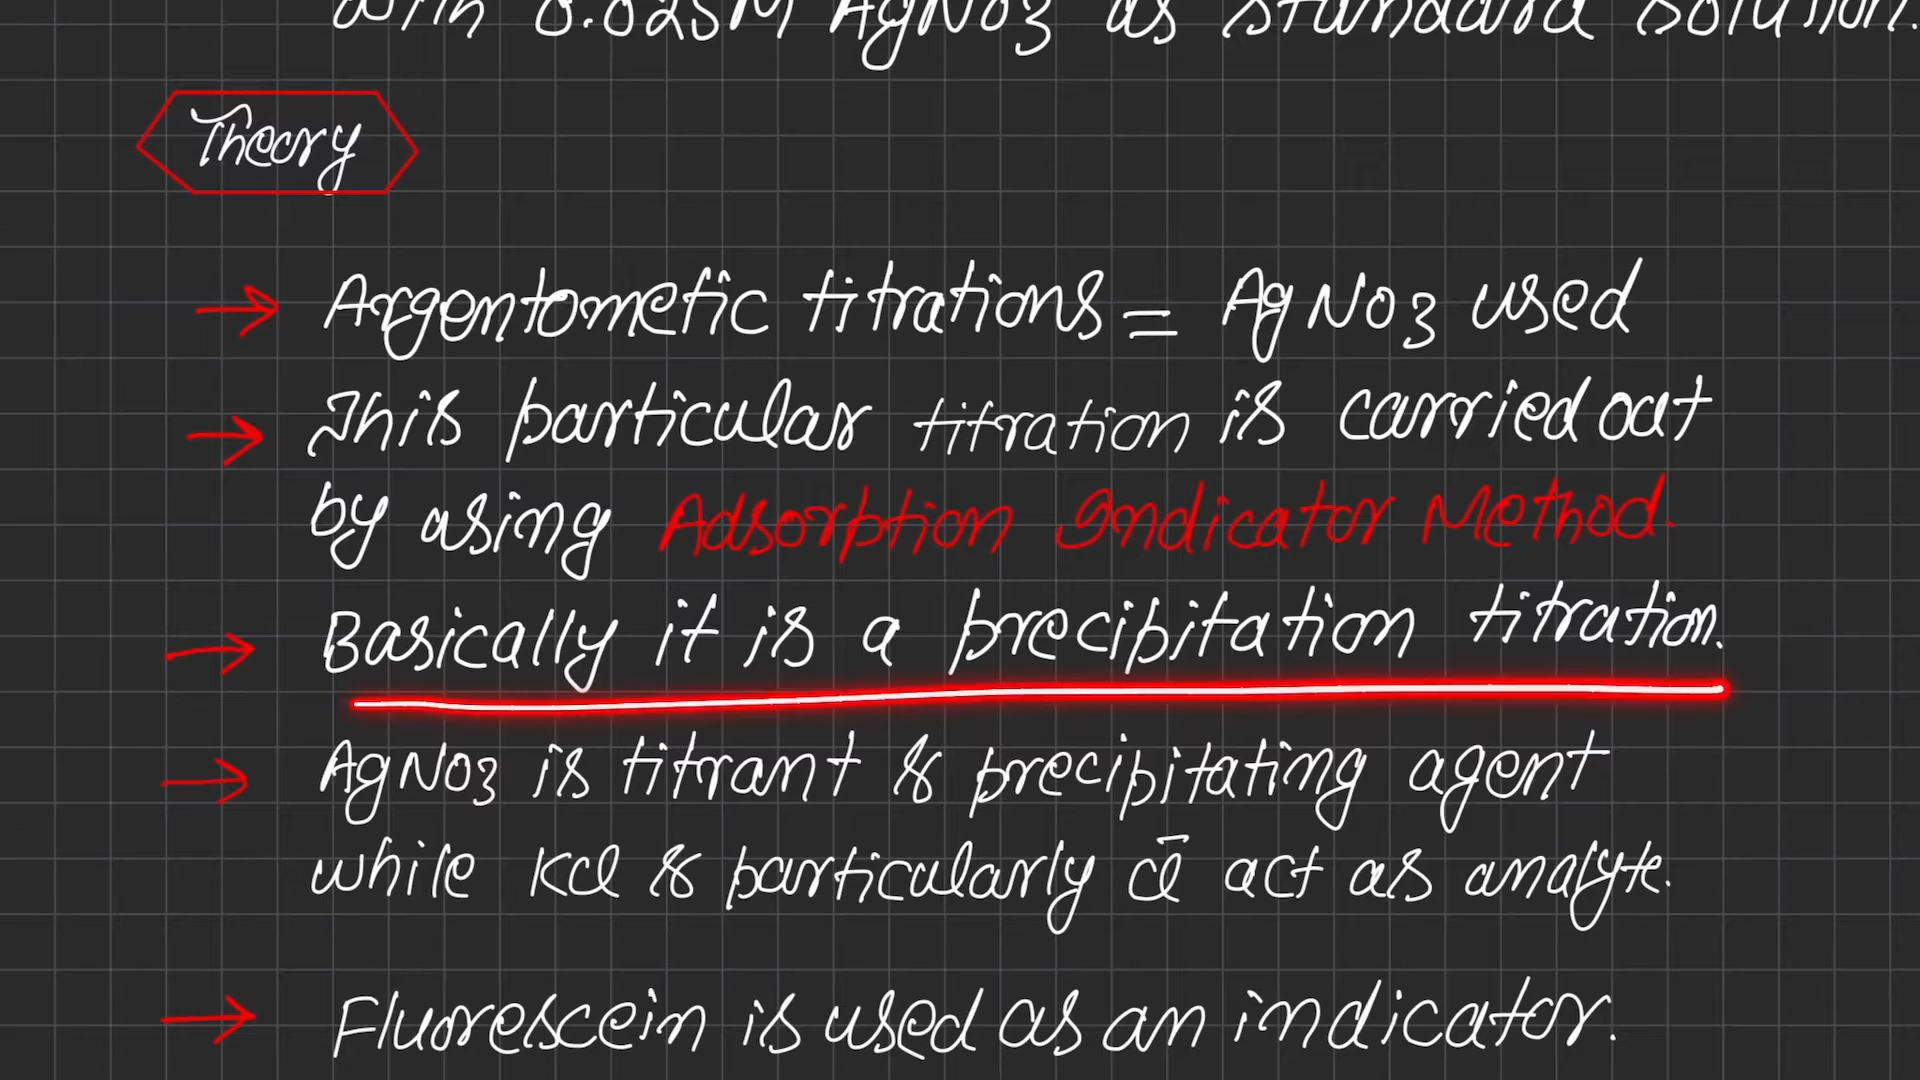 with 0.025M AgNO3 as standard solution.
Theory
→ Argentometic titrations = AgNO3 used
→ This particular titration is carried out
by using Adsorption Indicator Method.
→ Basically it is a precipitation titration.
→ AgNO3 is titrant & precipitating agent
while KCl & particularly Cl̄ act as analyte.
→ Fluorescein is used as an indicator.